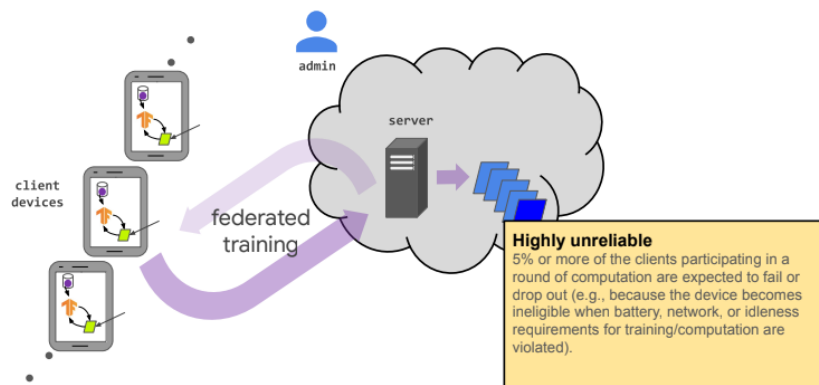 admin
server
client
devices
federated
training
Highly unreliable
5% or more of the clients participating in a
round of computation are expected to fail or
drop out (e.g., because the device becomes
ineligible when battery, network, or idleness
requirements for training/computation are
violated).